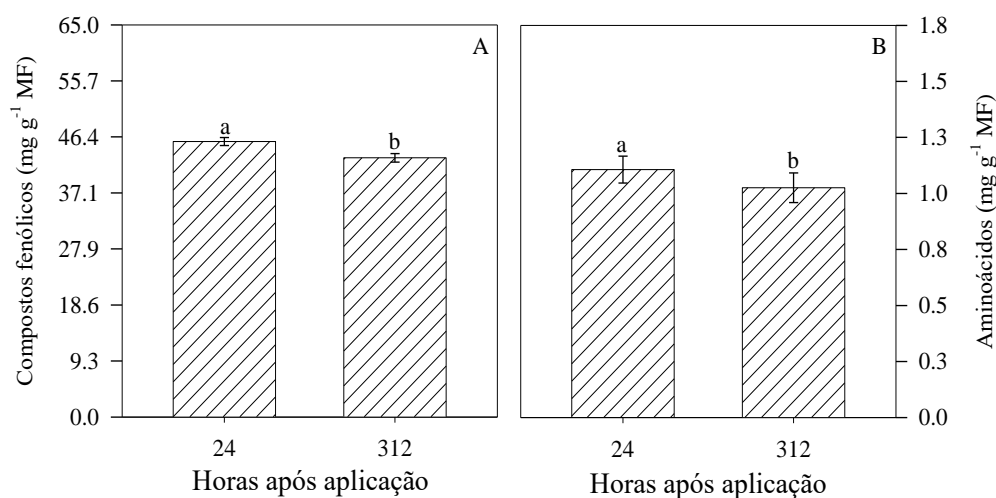 Compostos fenólicos (mg g-1 MF)
65.0
55.7
46.4
37.1
27.9
18.6
9.3
0.0
A
a
b
24
312
Horas após aplicação
B
a
b
24
312
Horas após aplicação
1.8
1.5
1.3
1.0
0.8
0.5
0.3
0.0
Aminoácidos (mg g-1 MF)